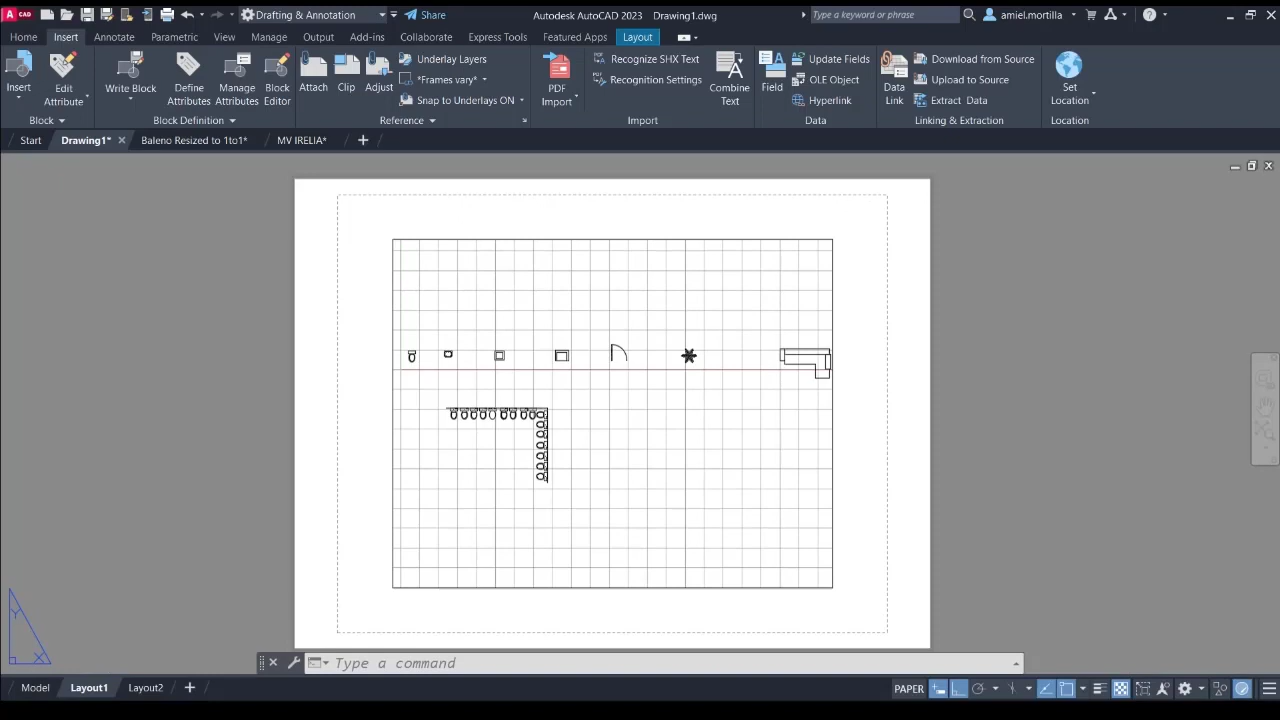 CAD
Drafting & Annotation
Share
Autodesk AutoCAD 2023 Drawing1.dwg
Type a keyword or phrase
amiel.mortilla
Home Insert Annotate Parametric View Manage Output Add-ins Collaborate Express Tools Featured Apps Layout
Insert
Edit
Attribute
Block
Write Block
Define
Attributes
Manage
Attributes
Block
Editor
Block Definition
Attach
Clip
Adjust
Underlay Layers
*Frames vary*
Snap to Underlays ON
Reference
PDF
Import
Recognize SHX Text
Recognition Settings
Combine
Text
Import
Field
Update Fields
OLE Object
Hyperlink
Data
Data
Link
Download from Source
Upload to Source
Extract Data
Linking & Extraction
Set
Location
Location
Start Drawing1* Baleno Resized to 1to1* MV IRELIA*
Y
X
Type a command
Model Layout1 Layout2
PAPER